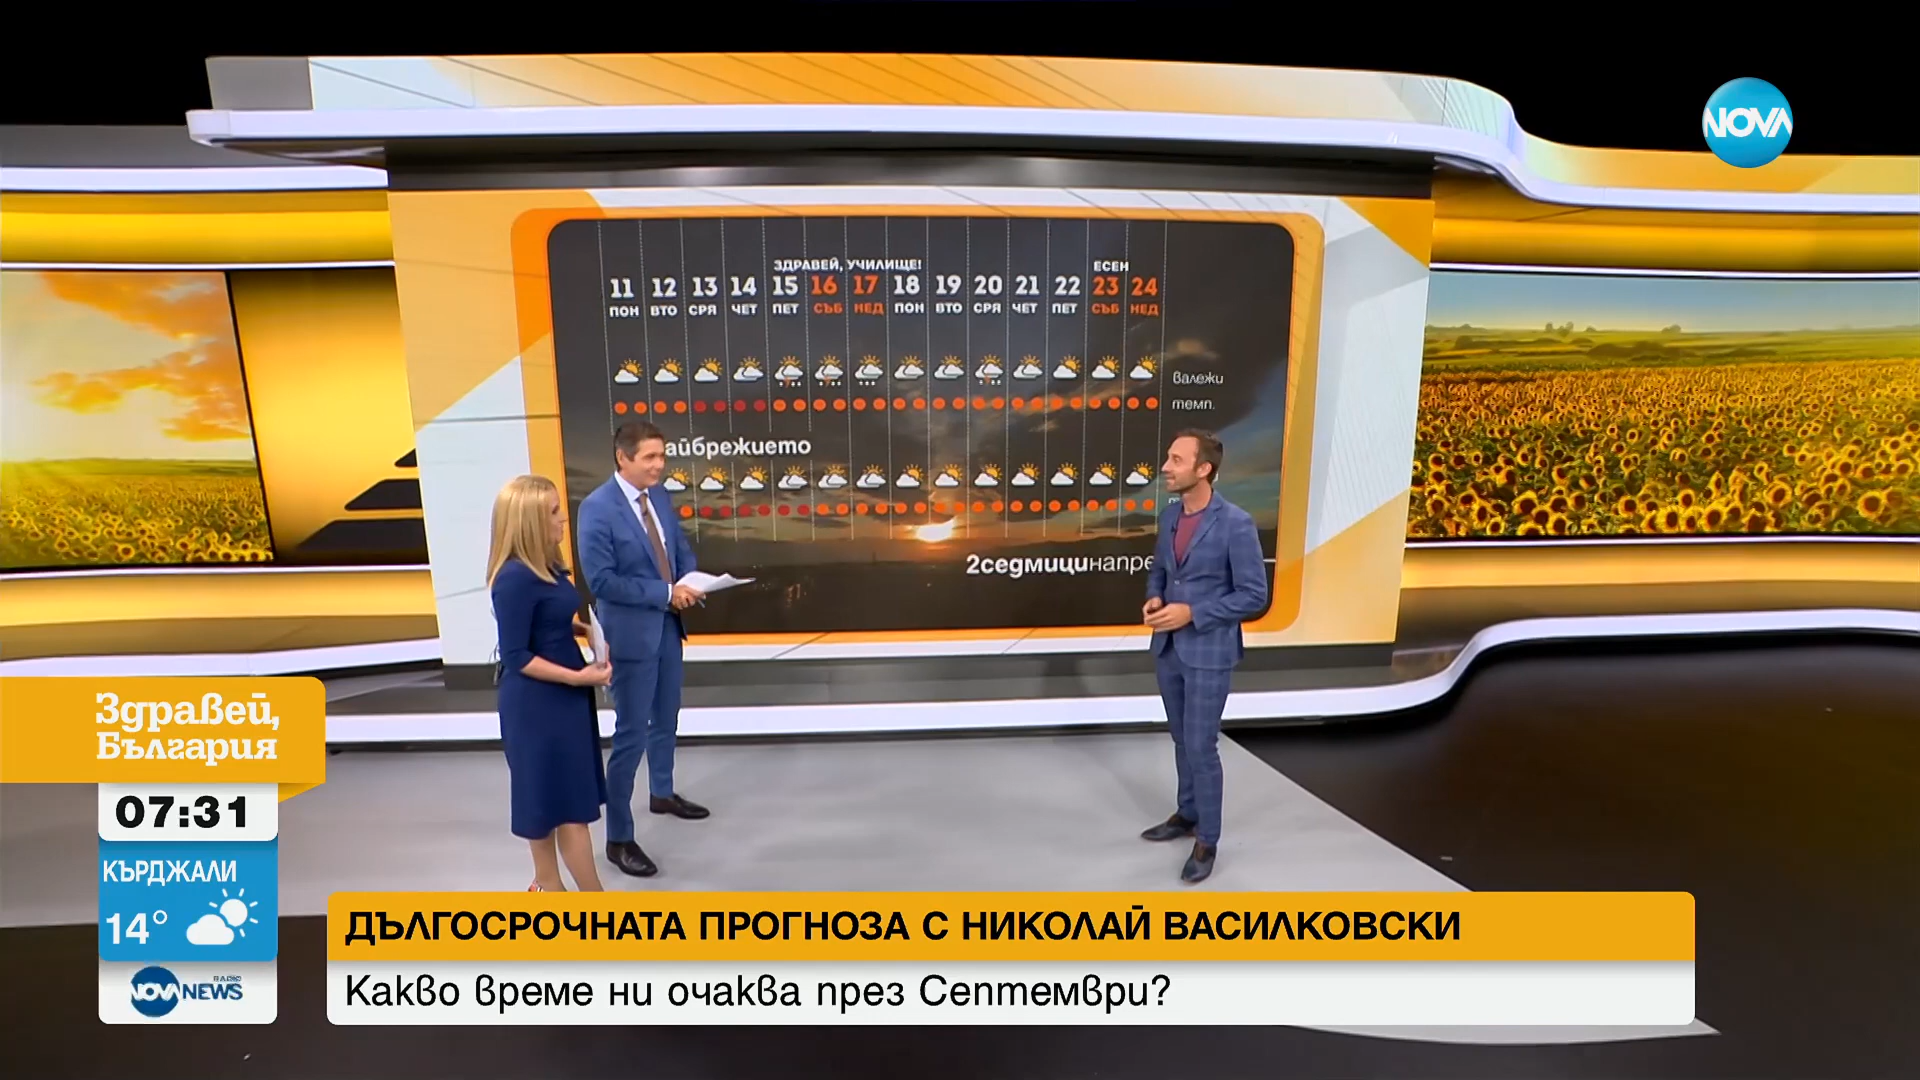 NOVA
ЗДРАВЕЙ, УЧИЛИЩЕ! ЕСЕН
11 12 13 14 15 16 17 18 19 20 21 22 23 24
ПОН ВТО СРЯ ЧЕТ ПЕТ СЪБ НЕД ПОН ВТО СРЯ ЧЕТ ПЕТ СЪБ НЕД
валежи
темп.
айбрежието
2седмицинапре
Здравей,
България
07:31
КЪРДЖАЛИ
14°
RADIO
NOVA NEWS
ДЪЛГОСРОЧНАТА ПРОГНОЗА С НИКОЛАЙ ВАСИЛКОВСКИ
Какво време ни очаква през Септември?